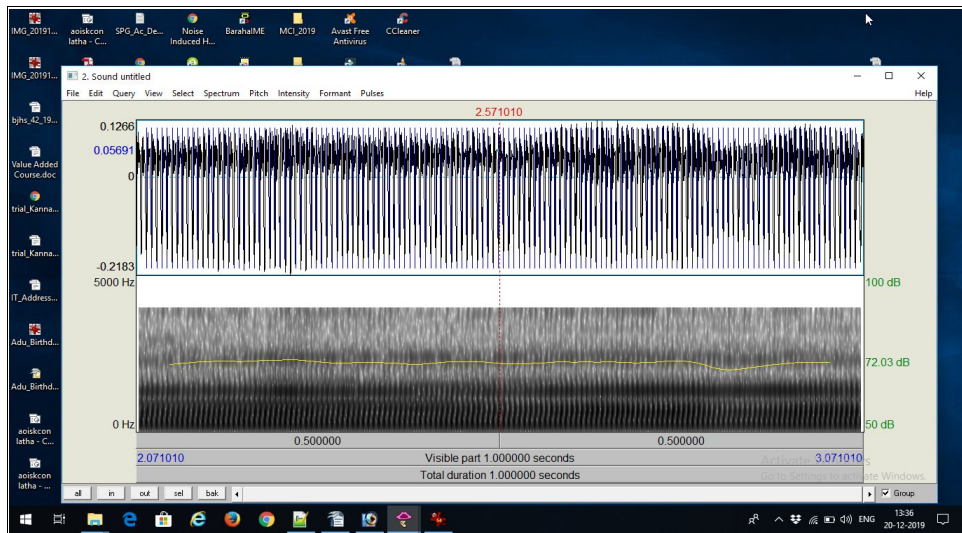 IMG_20191...
aoiskcon
latha - C...
SPG_Ac_De...
Noise
Induced H...
BarahaIME
MCI_2019
Avast Free
Antivirus
CCleaner
IMG_20191...
bjhs_42_19...
Value Added
Course.doc
trial_Kanna...
trial_Kanna...
IT_Address...
Adu_Birthd...
Adu_Birthd...
aoiskcon
latha - C...
aoiskcon
latha - ...
2. Sound untitled
File Edit Query View Select Spectrum Pitch Intensity Formant Pulses Help
2.571010
0.1266
0.05691
0
-0.2183
5000 Hz
100 dB
72.03 dB
0 Hz
50 dB
0.500000 0.500000
2.071010 Visible part 1.000000 seconds 3.071010
Total duration 1.000000 seconds
Activate Windows
Go to Settings to activate Windows.
all in out sel bak Group
ENG
13:36
20-12-2019